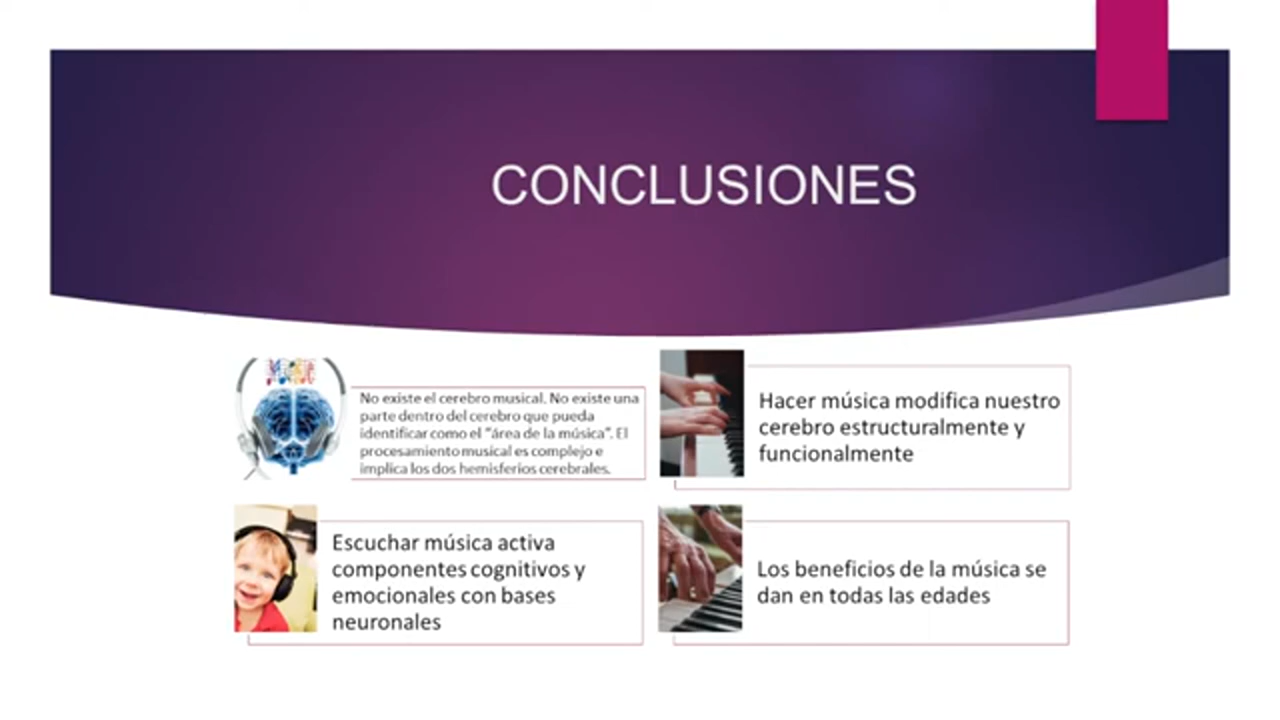 CONCLUSIONES
No existe el cerebro musical. No existe una
parte dentro del cerebro que pueda
identificar como el "área de la música". El
procesamiento musical es complejo e
implica los dos hemisferios cerebrales.
Hacer música modifica nuestro
cerebro estructuralmente y
funcionalmente
Escuchar música activa
componentes cognitivos y
emocionales con bases
neuronales
Los beneficios de la música se
dan en todas las edades